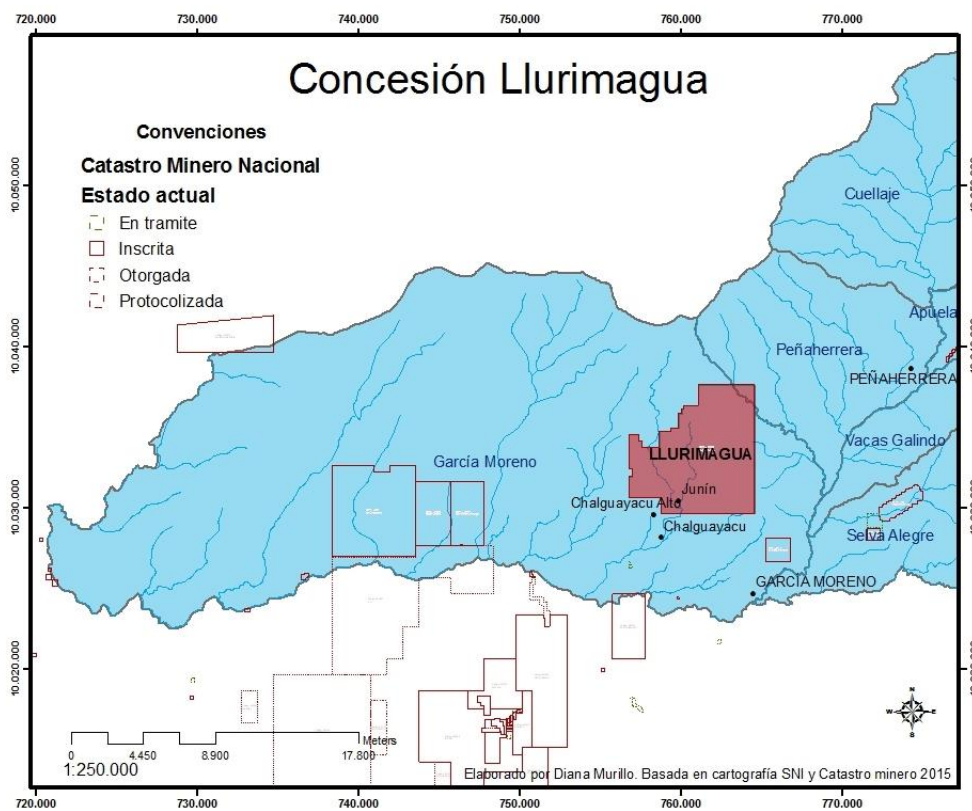 720.000 730.000 740.000 750.000 760.000 770.000
Concesión Llurimagua
Convenciones
Catastro Minero Nacional
Estado actual
En tramite
Inscrita
Otorgada
Protocolizada
10.050.000
Cuellaje
Apuela
10.040.000
Peñaherrera
PEÑAHERRERA
Vacas Galindo
LLURIMAGUA
García Moreno
Junín
Chalguayacu Alto
10.030.000
Chalguayacu
Selva Alegre
GARCÍA MORENO
10.020.000
N
W E
S
Meters
0 4.450 8.900 17.800
1:250.000
Elaborado por Diana Murillo. Basada en cartografía SNI y Catastro minero 2015
720.000 730.000 740.000 750.000 760.000 770.000